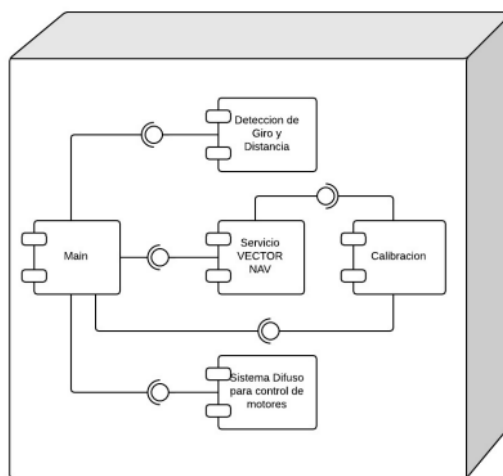 Deteccion de
Giro y
Distancia
Main
Servicio
VECTOR
NAV
Calibracion
Sistema Difuso
para control de
motores